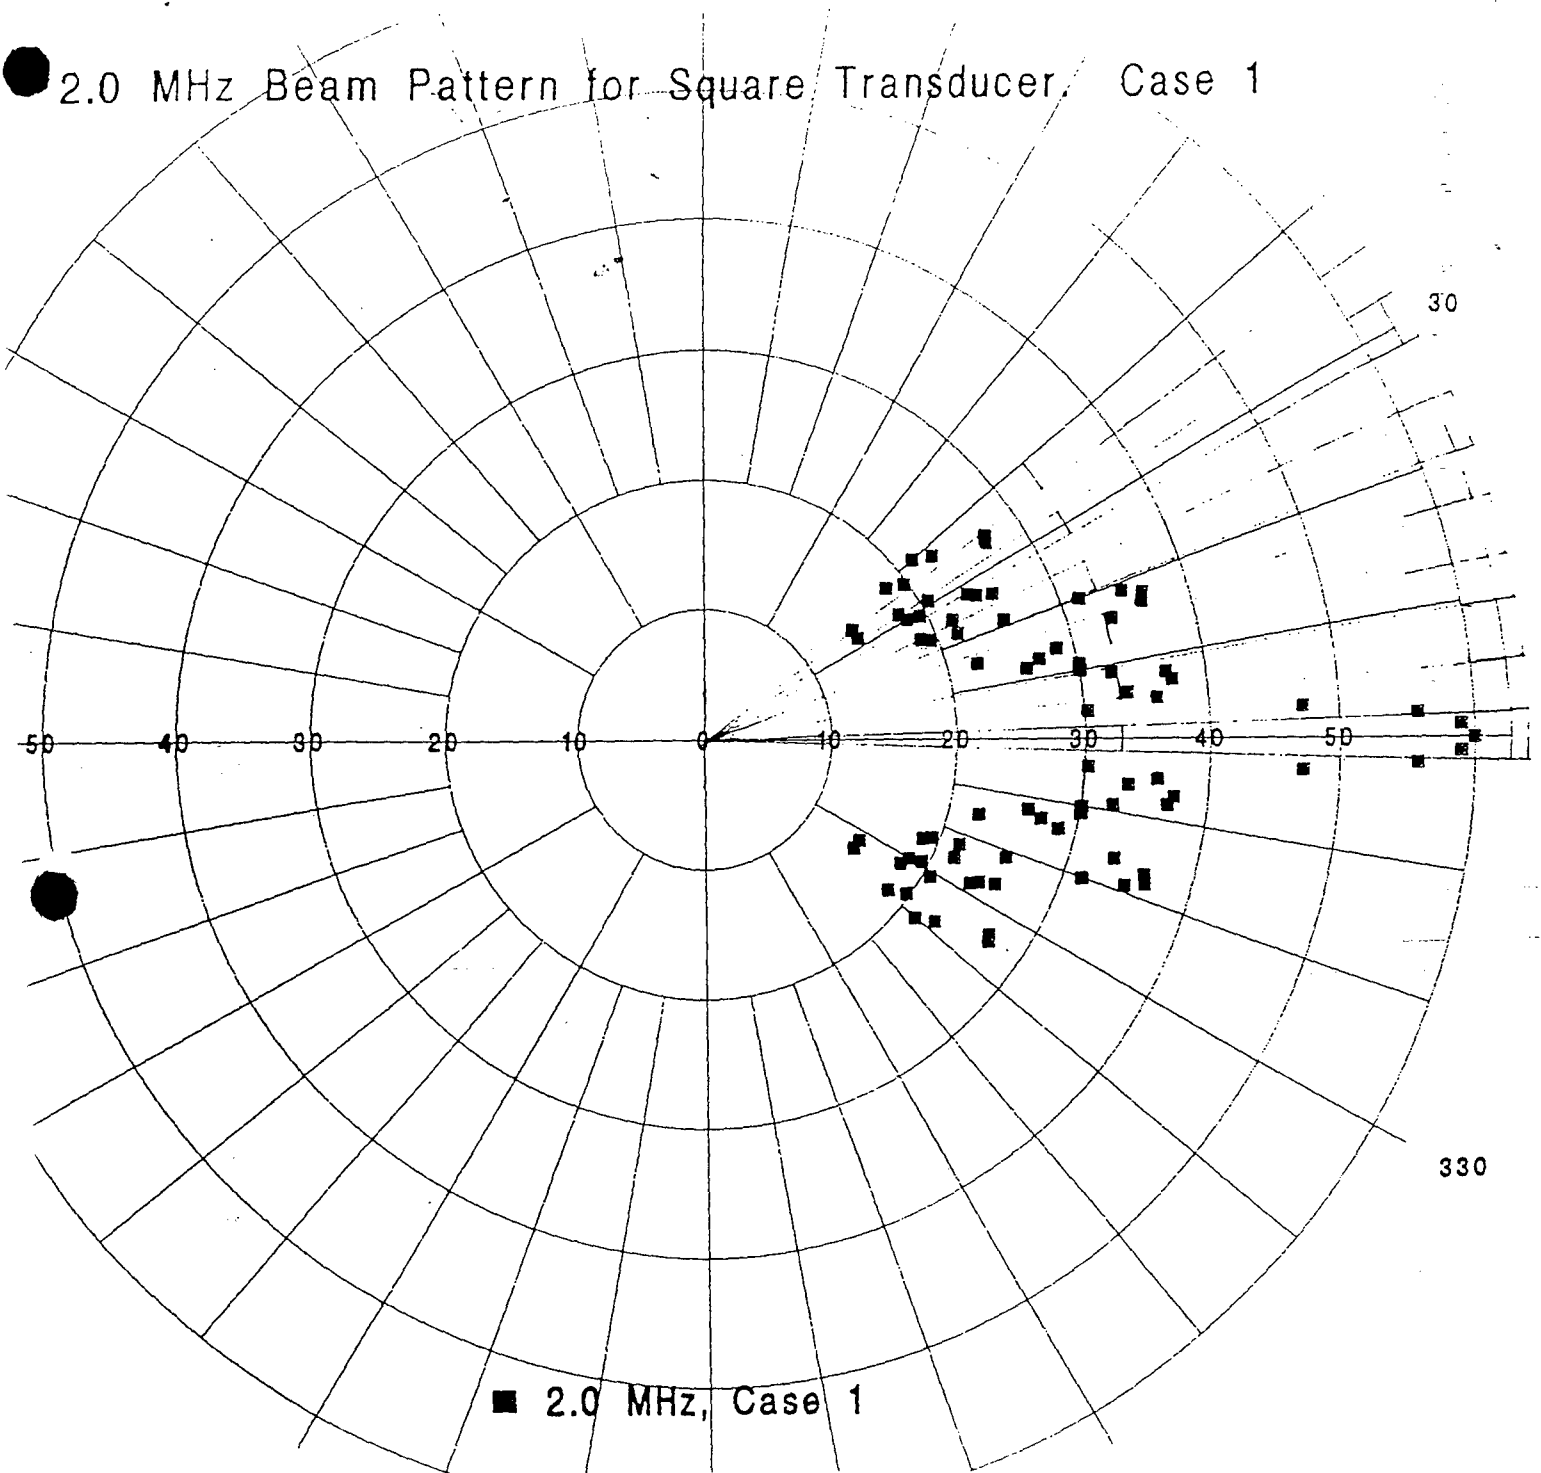 2.0 MHz Beam Pattern for Square Transducer. Case 1
30
50 40 30 20 10 0 10 20 30 40 50
330
2.0 MHz, Case 1